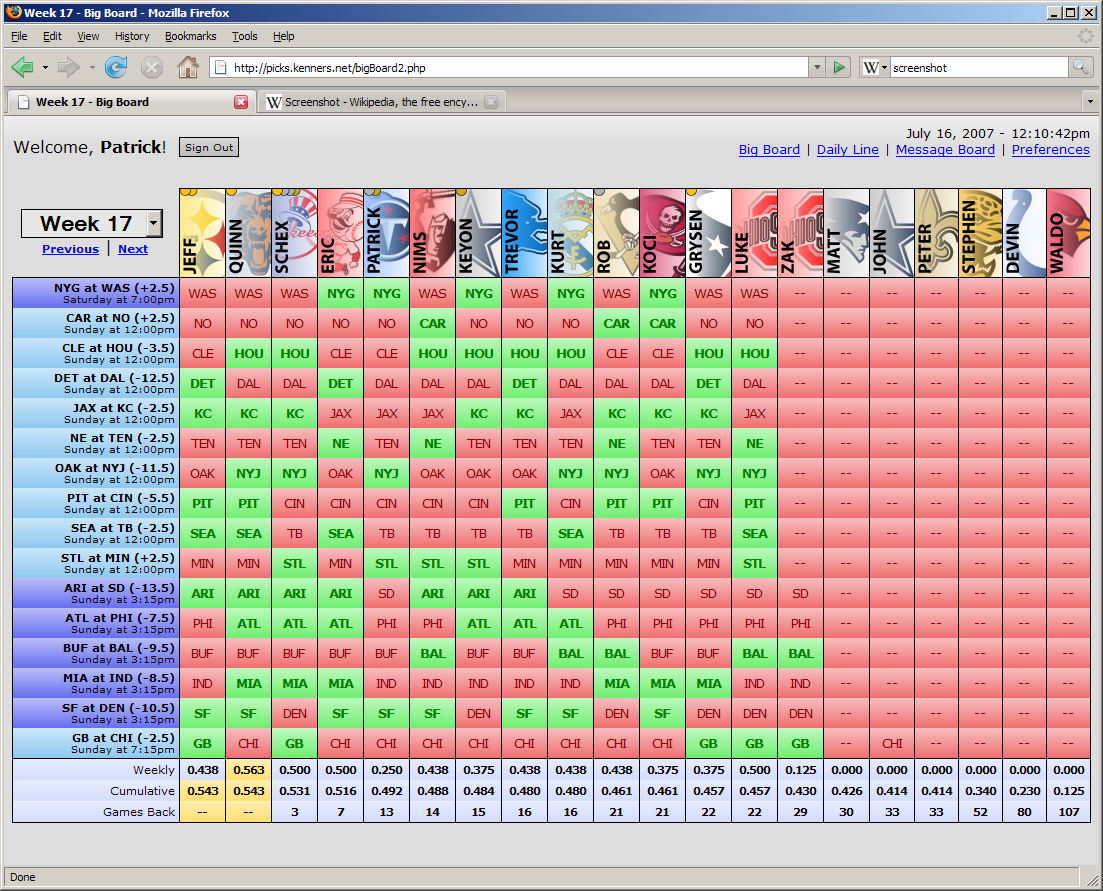 Week 17 - Big Board - Mozilla Firefox
File Edit View History Bookmarks Tools Help
http://picks.kenners.net/bigBoard2.php W screenshot
Week 17 - Big Board W Screenshot - Wikipedia, the free ency...
July 16, 2007 - 12:10:42pm
Welcome, Patrick! Sign Out
Big Board | Daily Line | Message Board | Preferences
Week 17
Previous | Next
JEFF QUINN SCHEX ERIC PATRICK NIMS KEYON TREVOR KURT ROB KOCI GRYSEN LUKE ZAK MATT JOHN PETER STEPHEN DEVIN WALDO
NYG at WAS (+2.5) WAS WAS WAS NYG NYG WAS NYG WAS NYG WAS NYG WAS WAS -- -- -- -- -- -- --
Saturday at 7:00pm
CAR at NO (+2.5) NO NO NO NO NO CAR NO NO NO CAR CAR NO NO -- -- -- -- -- -- --
Sunday at 12:00pm
CLE at HOU (-3.5) CLE HOU HOU CLE CLE HOU HOU HOU HOU CLE CLE HOU HOU -- -- -- -- -- -- --
Sunday at 12:00pm
DET at DAL (-12.5) DET DAL DAL DET DAL DAL DAL DET DAL DAL DAL DET DAL -- -- -- -- -- -- --
Sunday at 12:00pm
JAX at KC (-2.5) KC KC KC JAX JAX JAX KC KC JAX KC KC KC JAX -- -- -- -- -- -- --
Sunday at 12:00pm
NE at TEN (-2.5) TEN TEN TEN NE TEN NE TEN TEN TEN NE TEN TEN NE -- -- -- -- -- -- --
Sunday at 12:00pm
OAK at NYJ (-11.5) OAK NYJ NYJ OAK NYJ OAK OAK OAK NYJ NYJ OAK NYJ NYJ -- -- -- -- -- -- --
Sunday at 12:00pm
PIT at CIN (-5.5) PIT PIT CIN CIN CIN CIN CIN PIT CIN PIT PIT CIN PIT -- -- -- -- -- -- --
Sunday at 12:00pm
SEA at TB (-2.5) SEA SEA TB SEA TB TB TB TB SEA TB TB TB SEA -- -- -- -- -- -- --
Sunday at 12:00pm
STL at MIN (+2.5) MIN MIN STL MIN STL STL STL MIN MIN MIN MIN MIN STL -- -- -- -- -- -- --
Sunday at 12:00pm
ARI at SD (-13.5) ARI ARI ARI ARI SD ARI ARI ARI SD SD SD SD SD SD -- -- -- -- -- --
Sunday at 3:15pm
ATL at PHI (-7.5) PHI ATL ATL ATL PHI PHI ATL ATL ATL PHI PHI PHI PHI PHI -- -- -- -- -- --
Sunday at 3:15pm
BUF at BAL (-9.5) BUF BUF BUF BUF BUF BAL BUF BUF BAL BAL BUF BUF BAL BAL -- -- -- -- -- --
Sunday at 3:15pm
MIA at IND (-8.5) IND MIA MIA MIA IND IND IND IND IND MIA MIA MIA IND IND -- -- -- -- -- --
Sunday at 3:15pm
SF at DEN (-10.5) SF SF DEN SF SF SF DEN SF SF DEN SF DEN DEN DEN -- -- -- -- -- --
Sunday at 3:15pm
GB at CHI (-2.5) GB CHI GB CHI CHI CHI CHI CHI CHI CHI CHI GB GB GB -- CHI -- -- -- --
Sunday at 7:15pm
Weekly 0.438 0.563 0.500 0.500 0.250 0.438 0.375 0.438 0.438 0.438 0.375 0.375 0.500 0.125 0.000 0.000 0.000 0.000 0.000 0.000
Cumulative 0.543 0.543 0.531 0.516 0.492 0.488 0.484 0.480 0.480 0.461 0.461 0.457 0.457 0.430 0.426 0.414 0.414 0.340 0.230 0.125
Games Back -- -- 3 7 13 14 15 16 16 21 21 22 22 29 30 33 33 52 80 107
Done